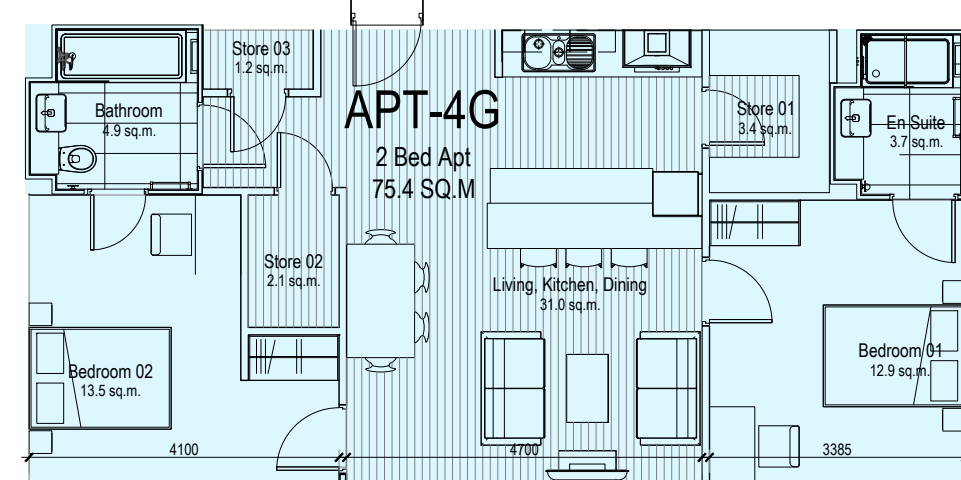 Store 03
1.2 sq.m.
Bathroom
4.9 sq.m.
APT-4G
2 Bed Apt
75.4 SQ.M
Store 01
3.4 sq.m.
En Suite
3.7 sq.m.
Store 02
2.1 sq.m.
Living, Kitchen, Dining
31.0 sq.m.
Bedroom 02
13.5 sq.m.
Bedroom 01
12.9 sq.m.
4100
4700
3385